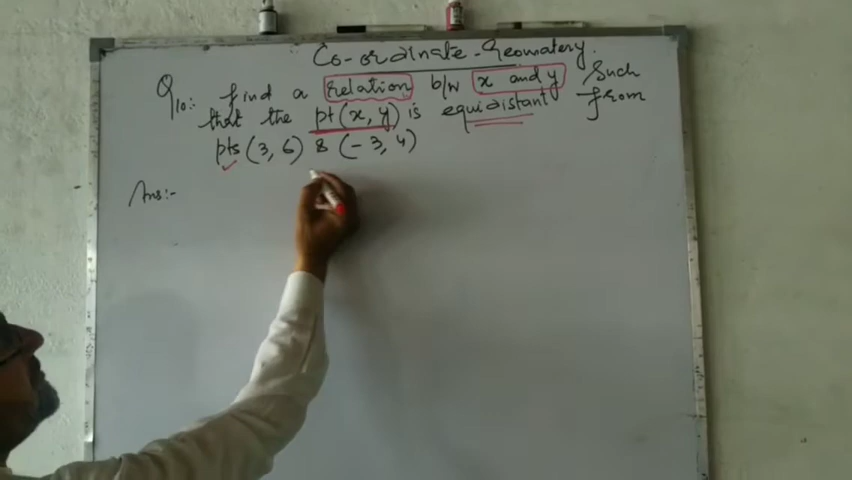 Co-ordinate-Geomatery.
Q10:- find a relation b/w x and y such
that the pt(x, y) is equidistant from
pts (3, 6) & (-3, 4)
Ans:-